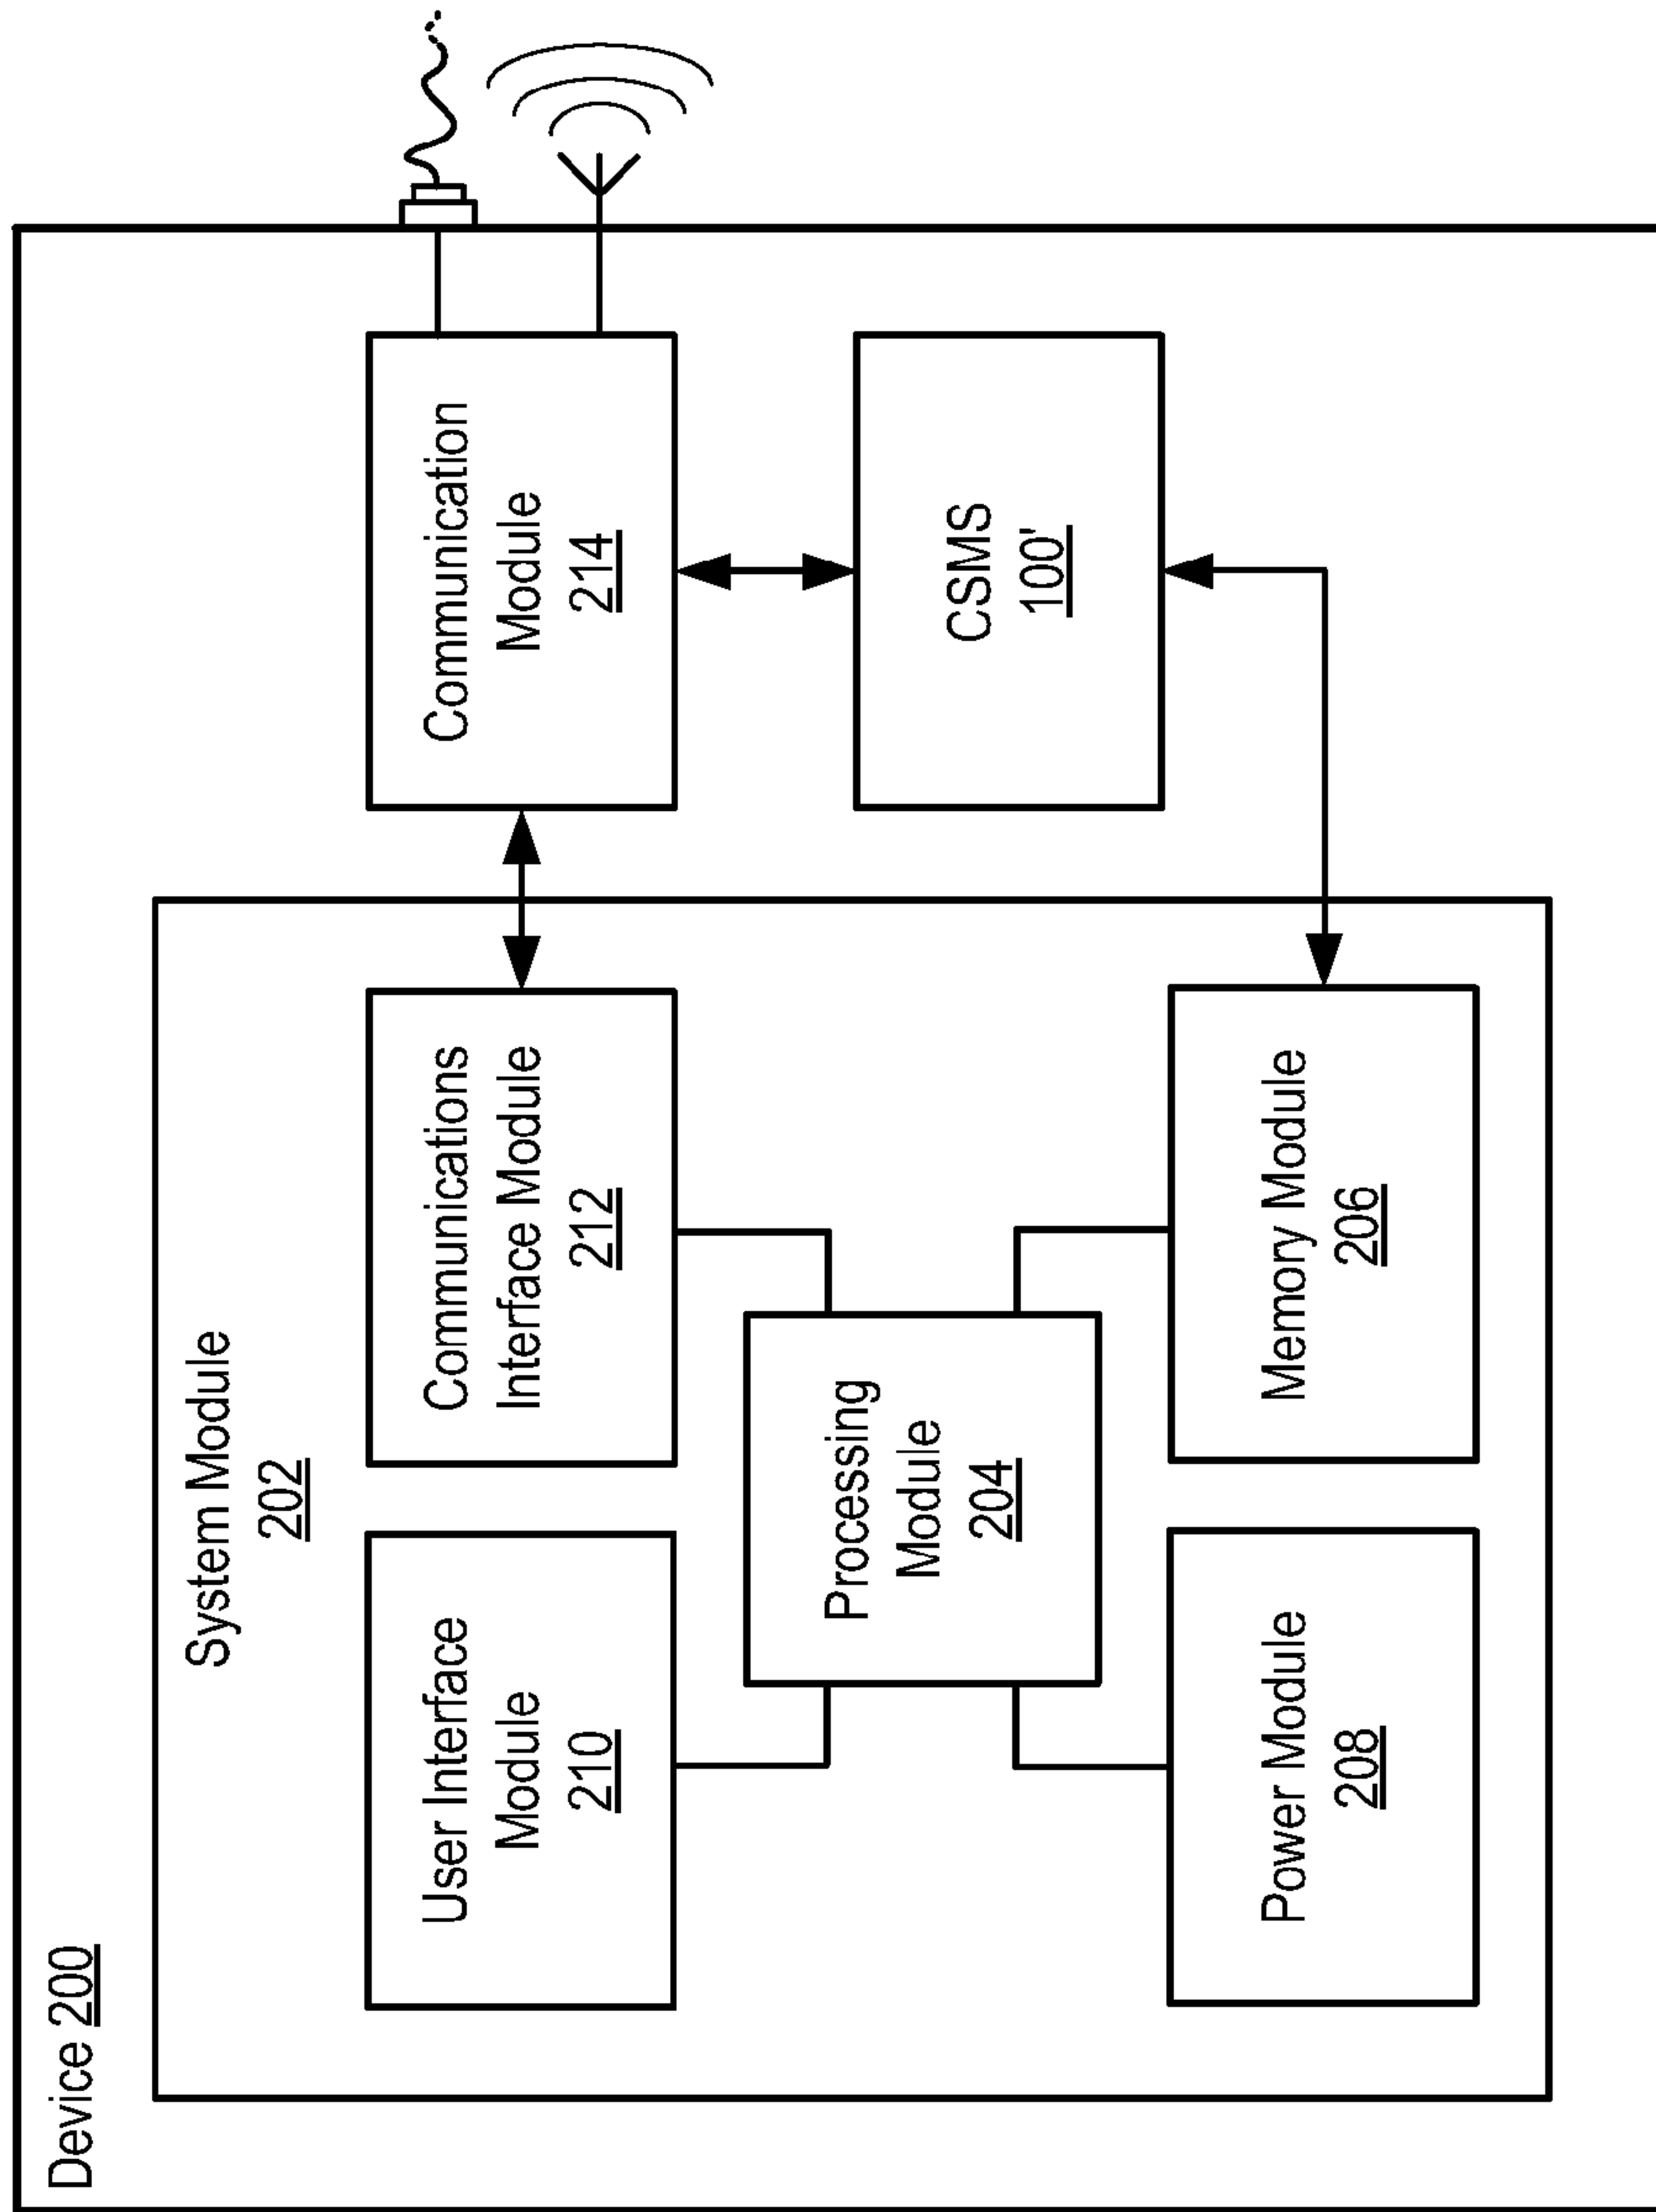 Device 200
System Module
202
User Interface
Module
210
Communications
Interface Module
212
Communication
Module
214
Processing
Module
204
CSMS
100'
Power Module
208
Memory Module
206